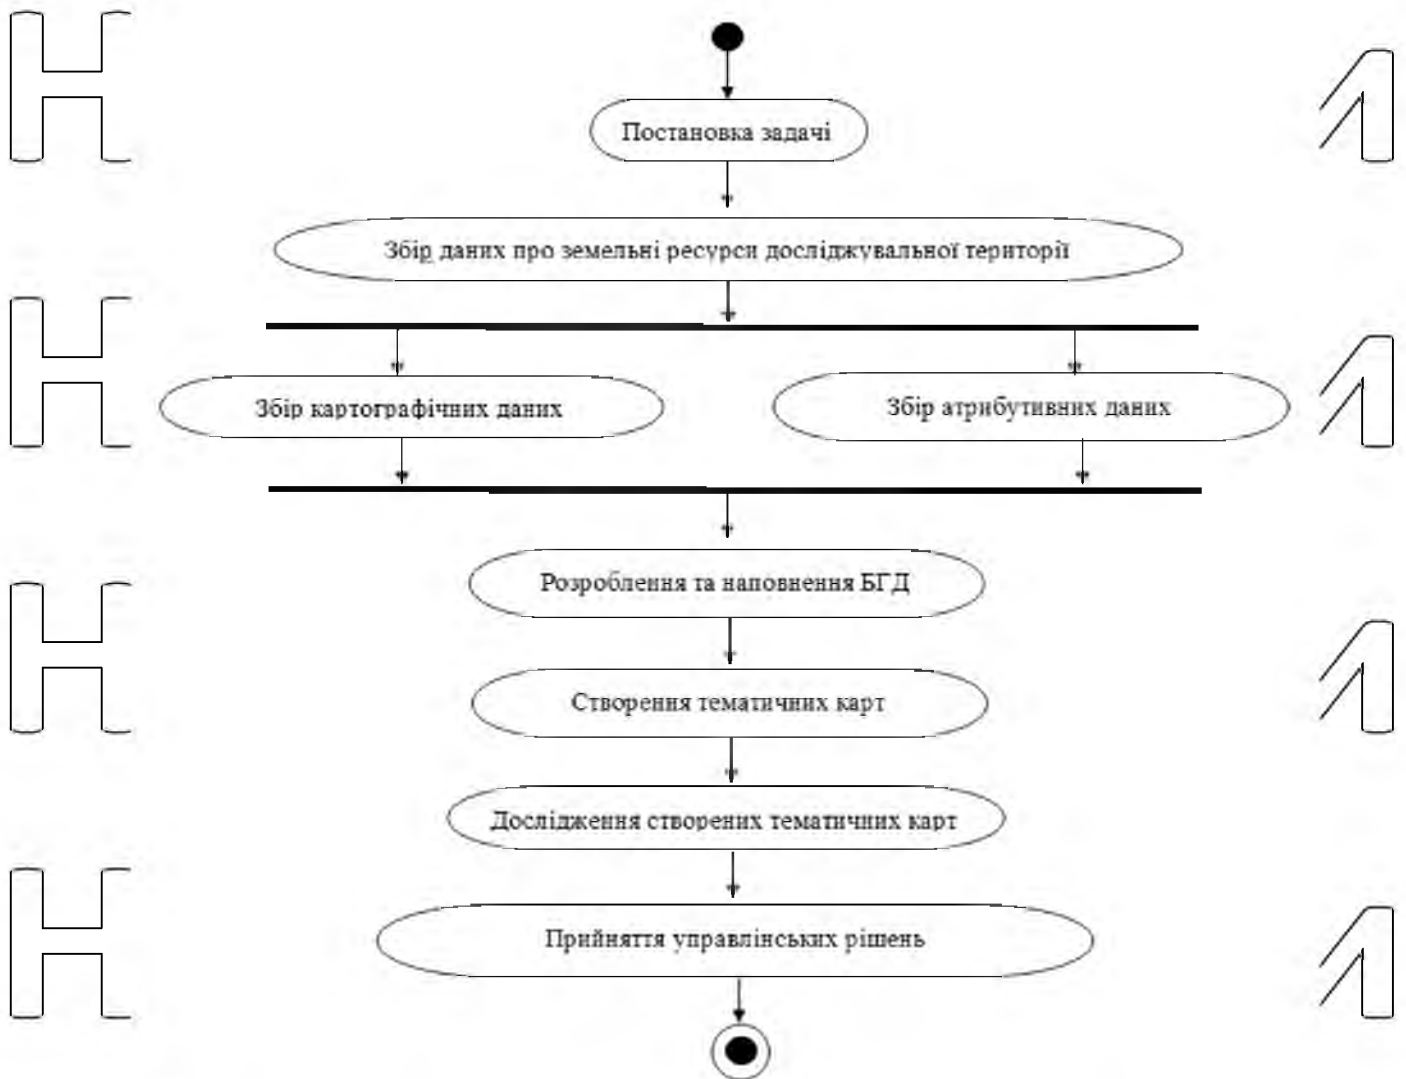 Постановка задачі
Збір даних про земельні ресурси досліджувальної території
Збір картографічних даних
Збір атрибутивних даних
Розроблення та наповнення БГД
Створення тематичних карт
Дослідження створених тематичних карт
Прийняття управлінських рішень